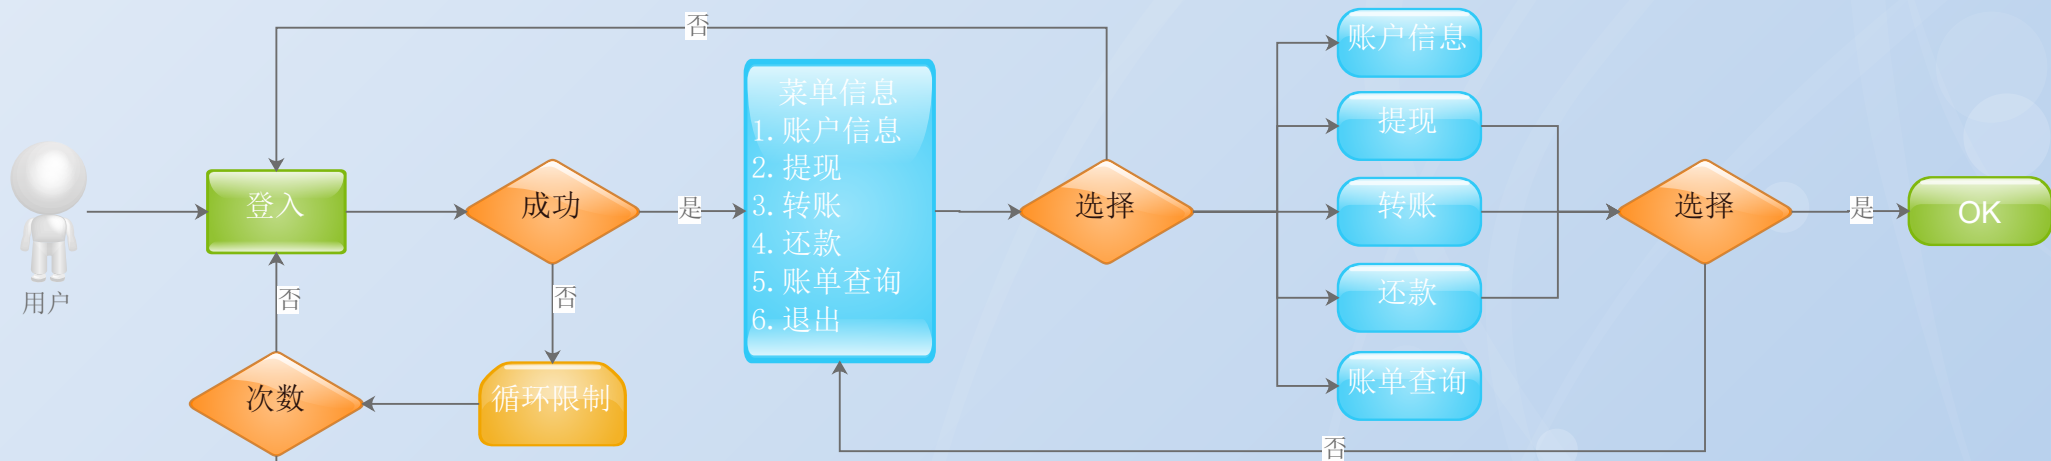 否
用户
登入
成功
是
否
循环限制
次数
否
菜单信息
1.账户信息
2.提现
3.转账
4.还款
5.账单查询
6.退出
选择
账户信息
提现
转账
还款
账单查询
选择
是
OK
否